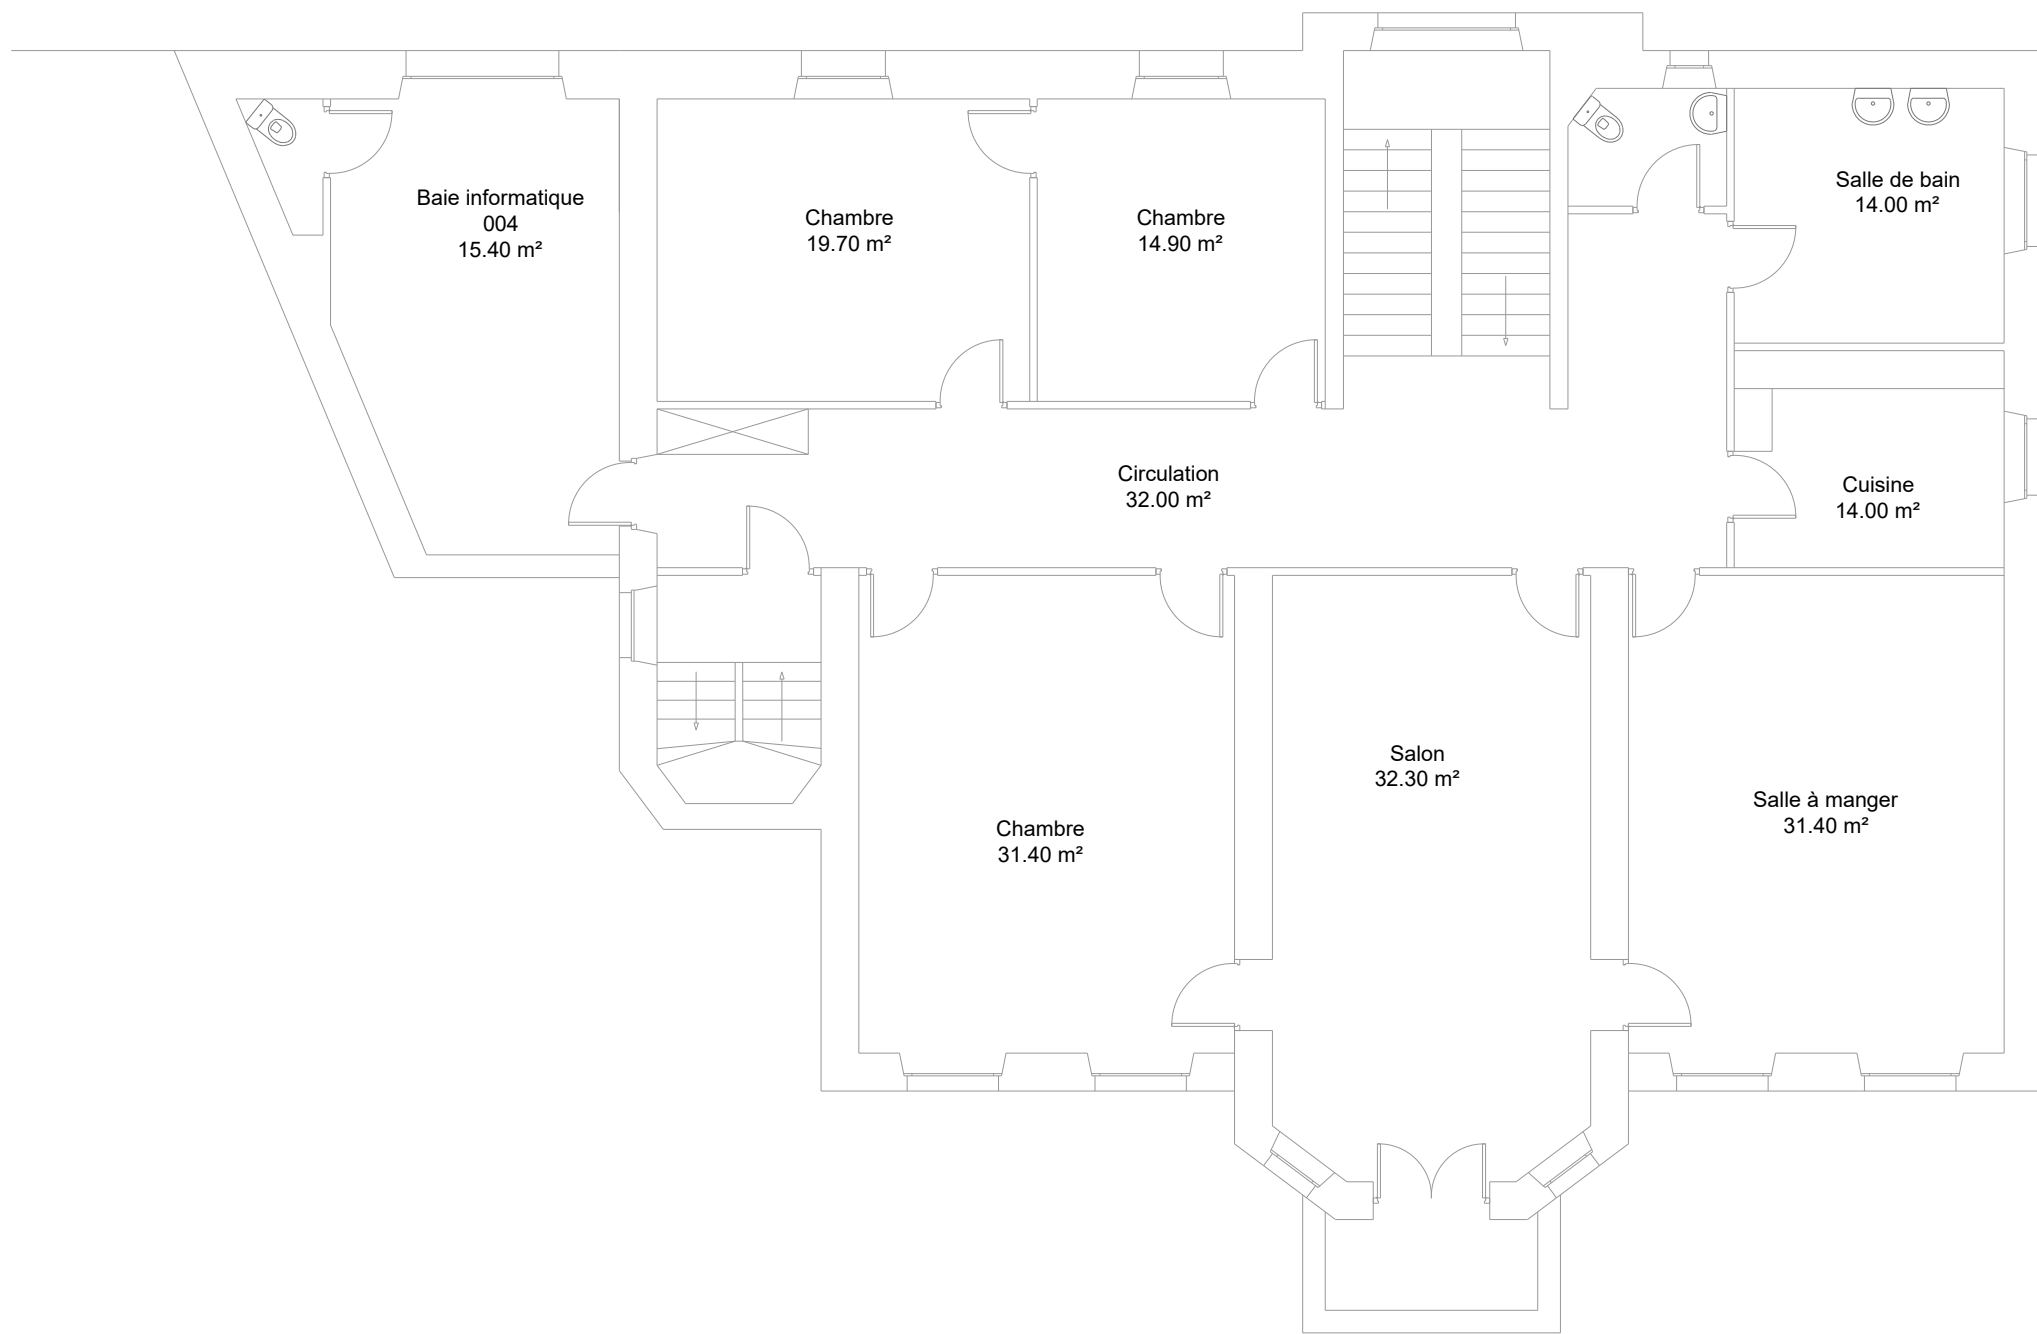 Baie informatique
004
15.40 m²
Chambre
19.70 m²
Chambre
14.90 m²
Salle de bain
14.00 m²
Circulation
32.00 m²
Cuisine
14.00 m²
Chambre
31.40 m²
Salon
32.30 m²
Salle à manger
31.40 m²